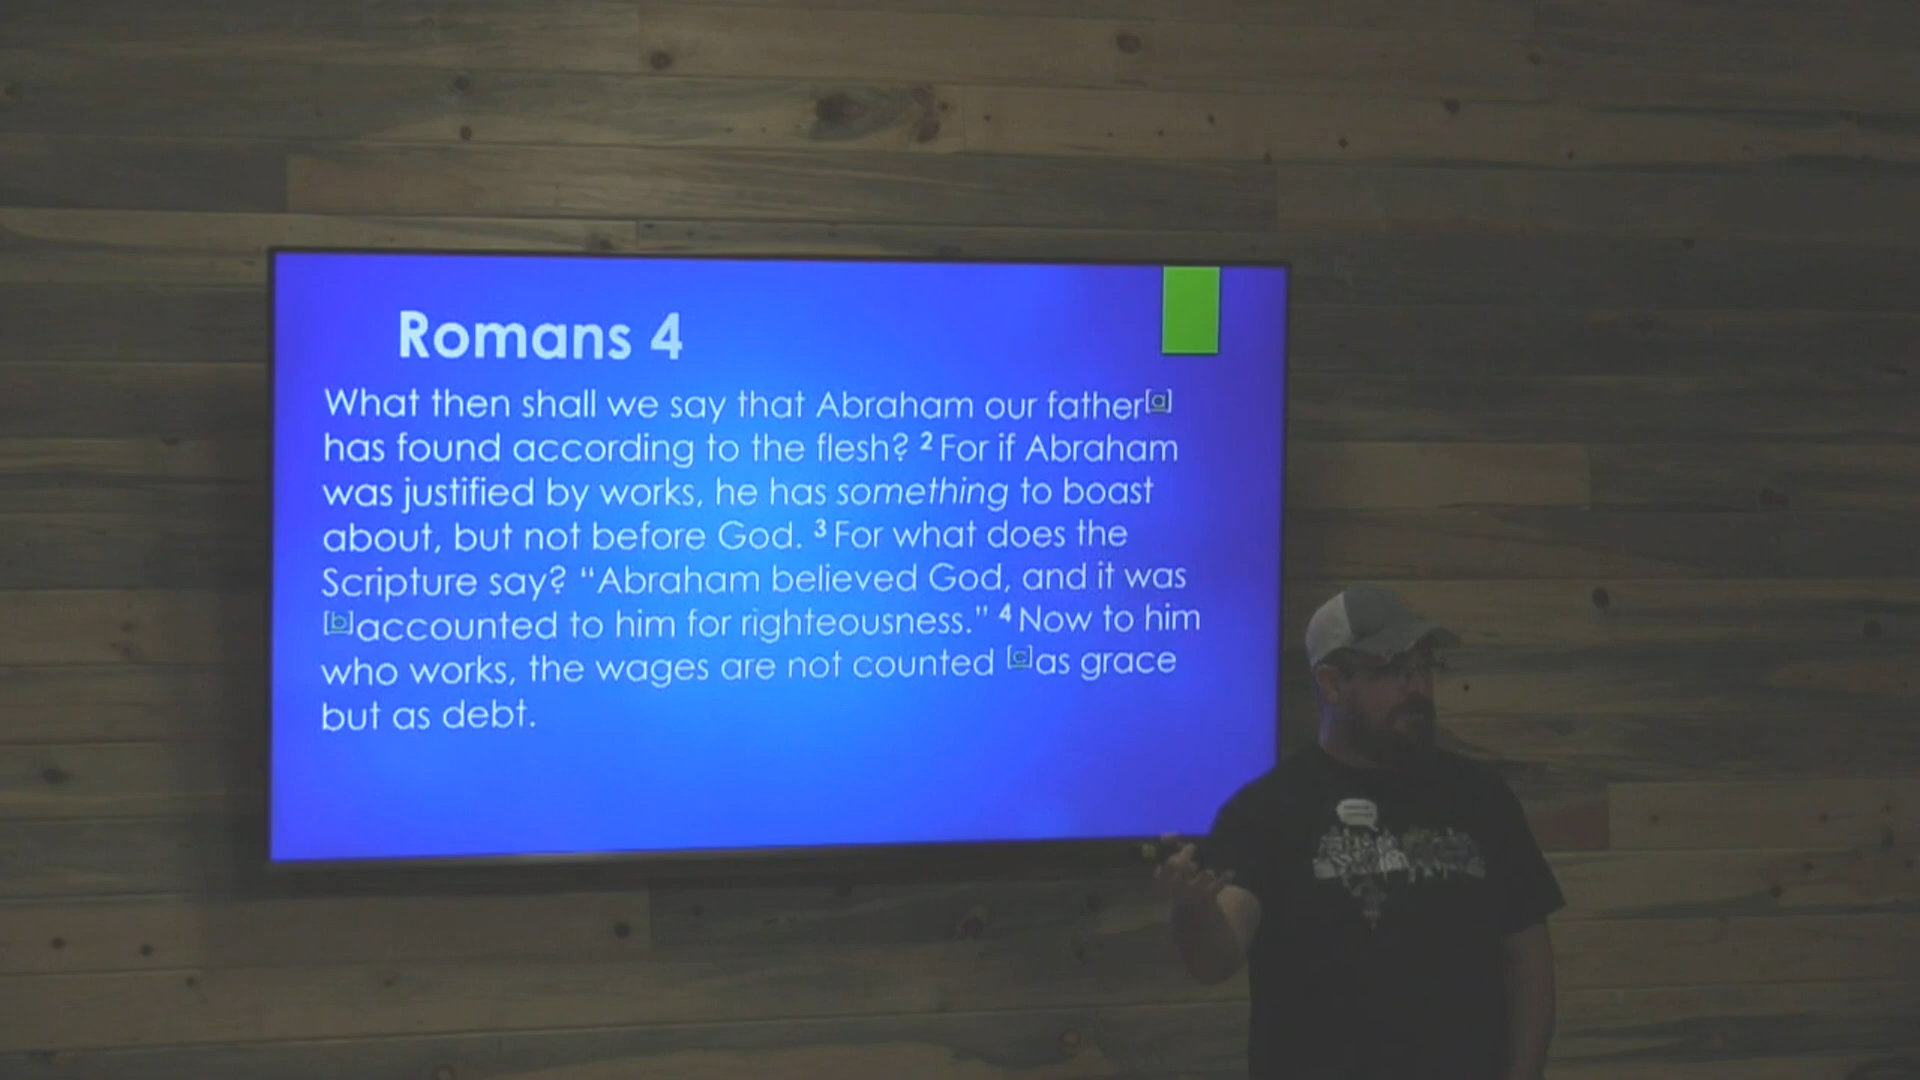 Romans 4
What then shall we say that Abraham our father[a]
has found according to the flesh? ² For if Abraham
was justified by works, he has something to boast
about, but not before God. ³ For what does the
Scripture say? “Abraham believed God, and it was
[b]accounted to him for righteousness.” ⁴ Now to him
who works, the wages are not counted [c]as grace
but as debt.